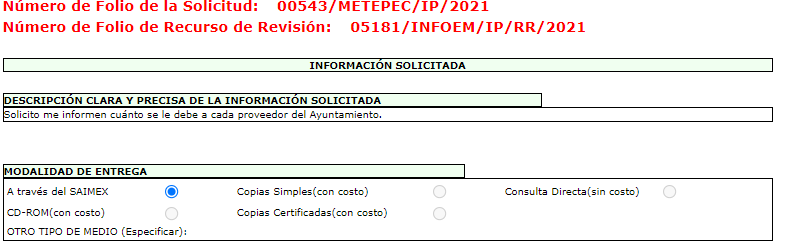 Número de Folio de la Solicitud: 00543/METEPEC/IP/2021
Número de Folio de Recurso de Revisión: 05181/INFOEM/IP/RR/2021
INFORMACIÓN SOLICITADA
DESCRIPCIÓN CLARA Y PRECISA DE LA INFORMACIÓN SOLICITADA
Solicito me informen cuánto se le debe a cada proveedor del Ayuntamiento.
MODALIDAD DE ENTREGA
A través del SAIMEX Copias Simples(con costo) Consulta Directa(sin costo)
CD-ROM(con costo) Copias Certificadas(con costo)
OTRO TIPO DE MEDIO (Especificar):